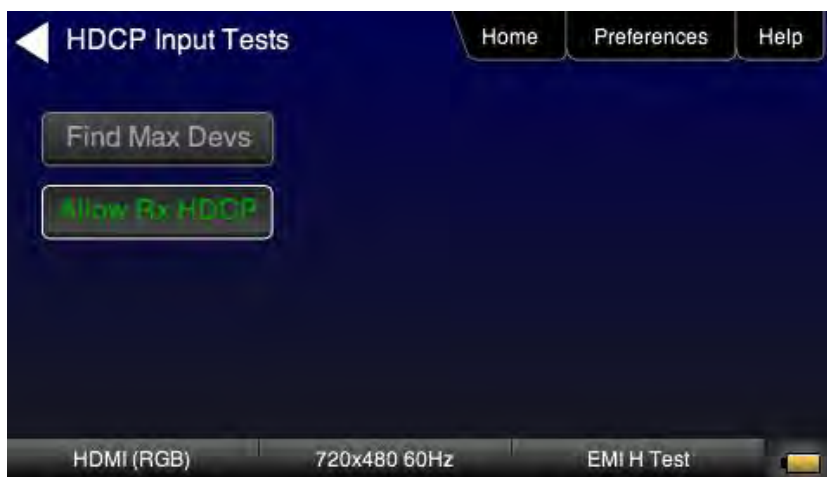 HDCP Input Tests
Home
Preferences
Help
Find Max Devs
Allow Rx HDCP
HDMI (RGB)
720x480 60Hz
EMI H Test